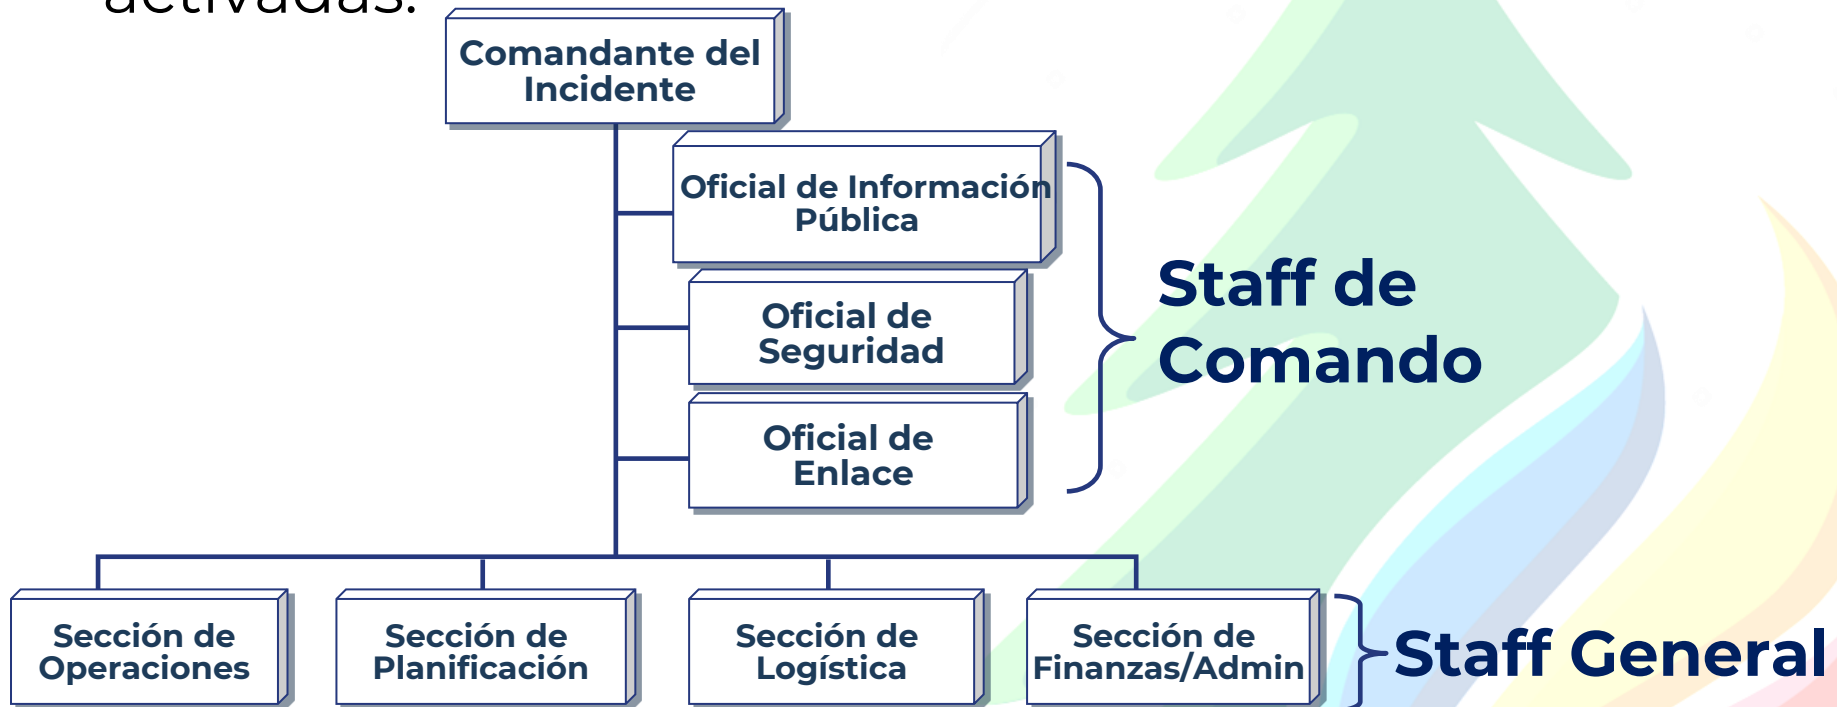 activadas.
Comandante del
Incidente
Oficial de Información
Pública
Oficial de
Seguridad
Oficial de
Enlace
Staff de
Comando
Sección de
Operaciones
Sección de
Planificación
Sección de
Logística
Sección de
Finanzas/Admin
Staff General